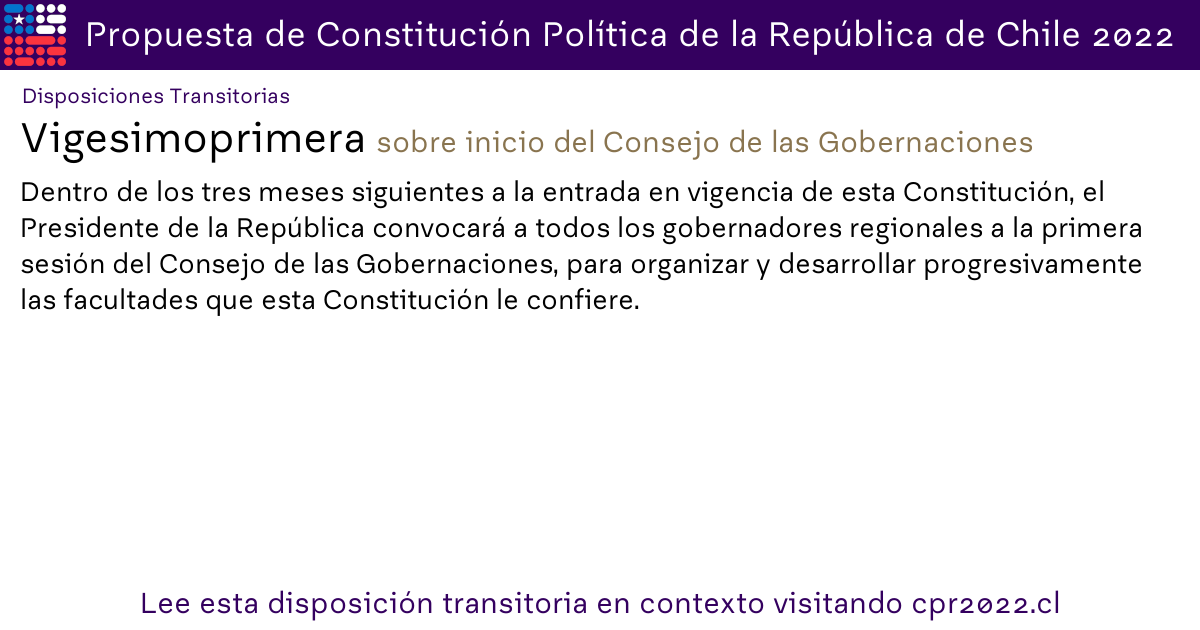 Propuesta de Constitución Política de la República de Chile 2022
Disposiciones Transitorias
Vigesimoprimera sobre inicio del Consejo de las Gobernaciones
Dentro de los tres meses siguientes a la entrada en vigencia de esta Constitución, el
Presidente de la República convocará a todos los gobernadores regionales a la primera
sesión del Consejo de las Gobernaciones, para organizar y desarrollar progresivamente
las facultades que esta Constitución le confiere.
Lee esta disposición transitoria en contexto visitando cpr2022.cl